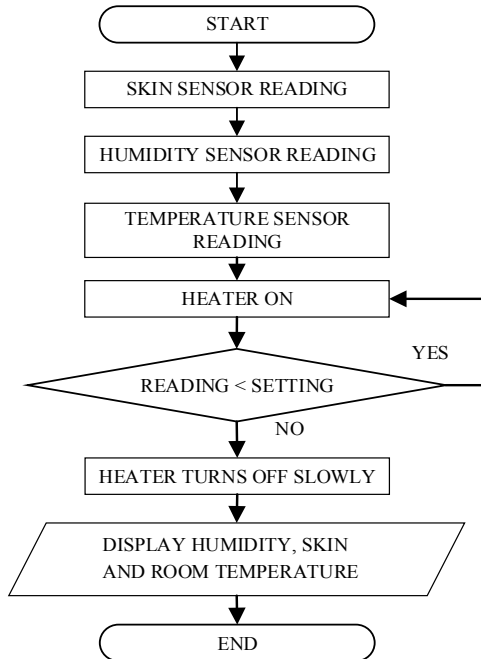 START
SKIN SENSOR READING
HUMIDITY SENSOR READING
TEMPERATURE SENSOR
READING
HEATER ON
YES
READING < SETTING
NO
HEATER TURNS OFF SLOWLY
DISPLAY HUMIDITY, SKIN
AND ROOM TEMPERATURE
END